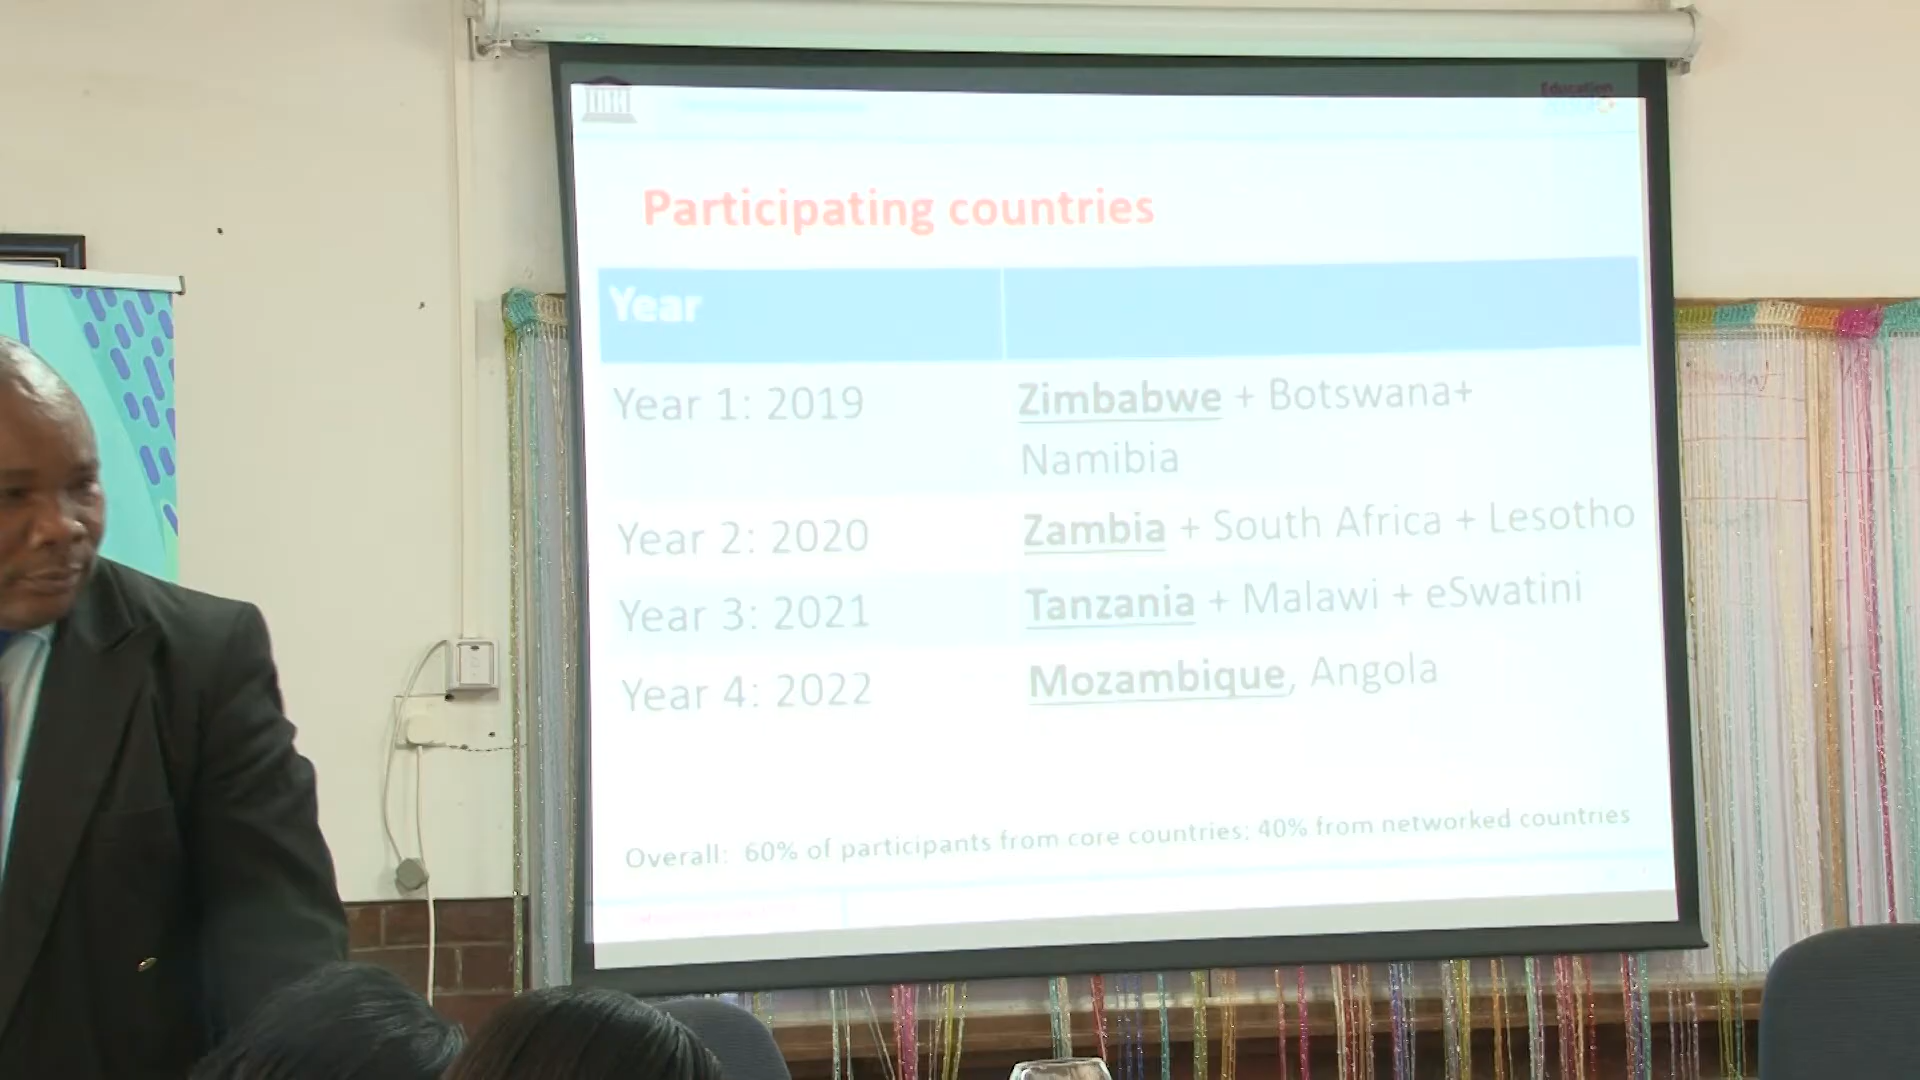 Education
Participating countries
Year
Year 1: 2019
Zimbabwe + Botswana+
Namibia
Year 2: 2020
Zambia + South Africa + Lesotho
Year 3: 2021
Tanzania + Malawi + eSwatini
Year 4: 2022
Mozambique, Angola
Overall: 60% of participants from core countries; 40% from networked countries